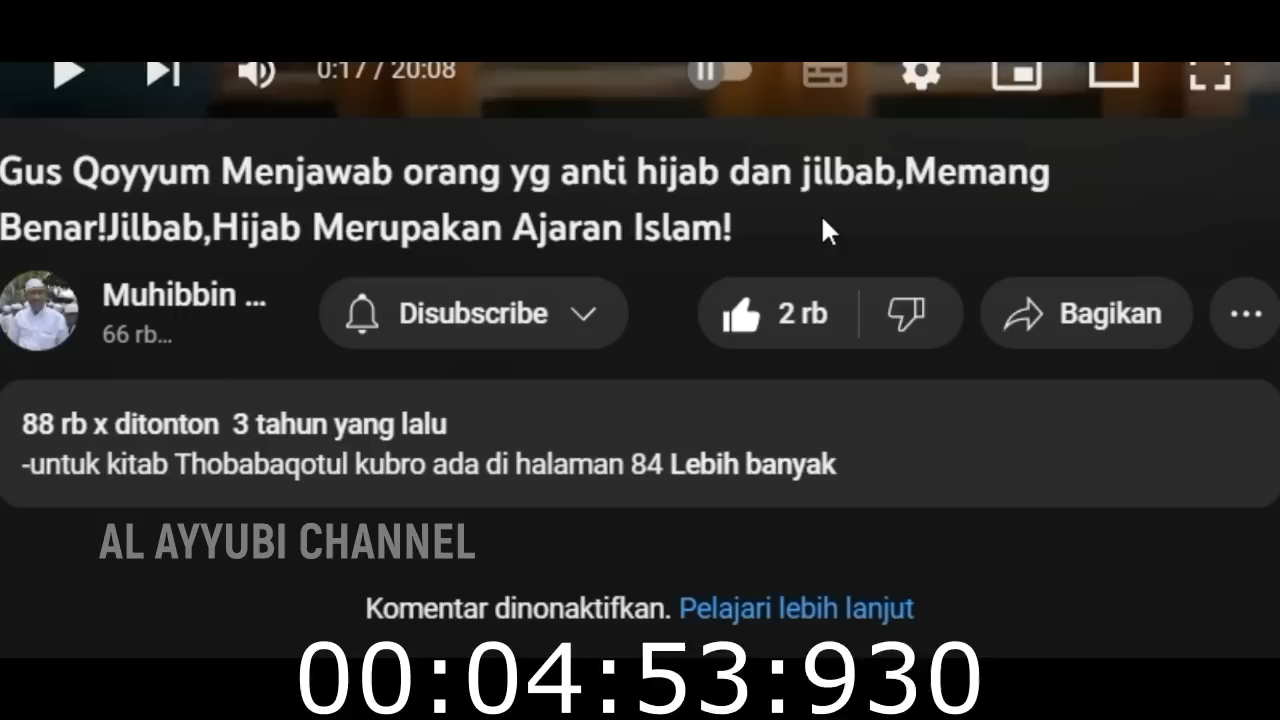 0:17 / 20:08
Gus Qoyyum Menjawab orang yg anti hijab dan jilbab,Memang
Benar!Jilbab,Hijab Merupakan Ajaran Islam!
Muhibbin ...
66 rb...
Disubscribe
2 rb
Bagikan
88 rb x ditonton 3 tahun yang lalu
-untuk kitab Thobabaqotul kubro ada di halaman 84 Lebih banyak
AL AYYUBI CHANNEL
Komentar dinonaktifkan. Pelajari lebih lanjut
00:04:53:930